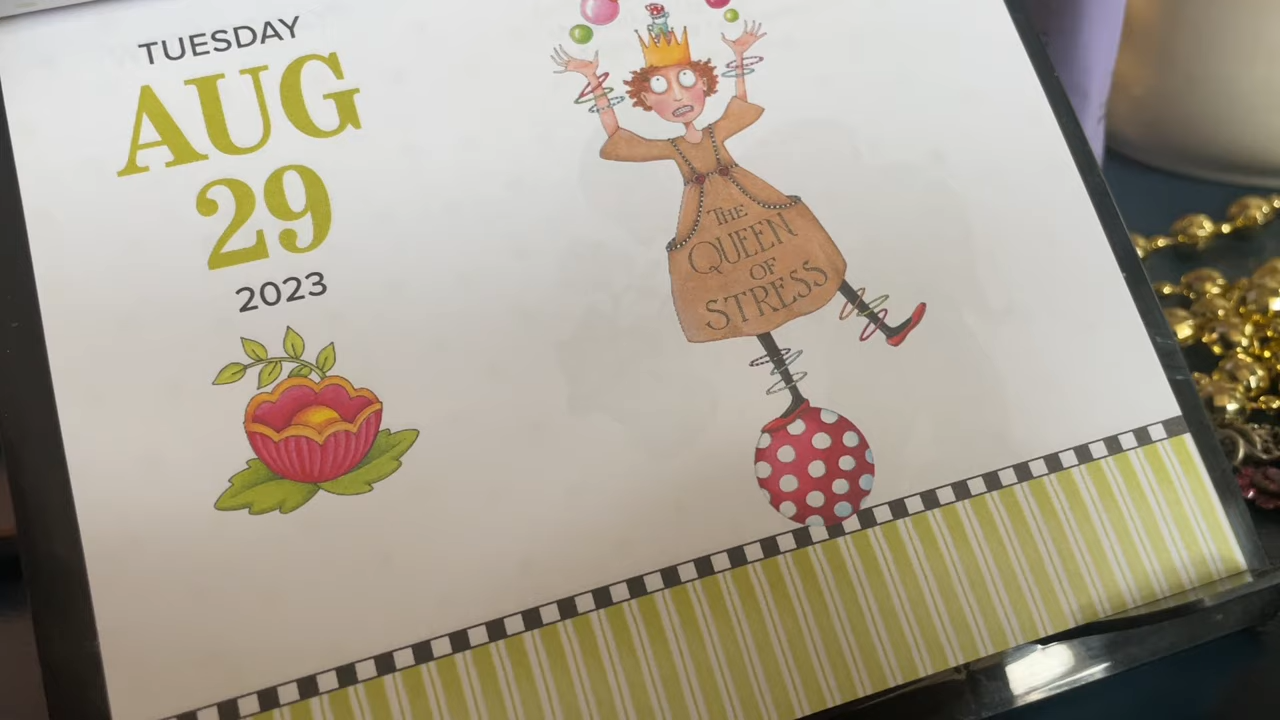 TUESDAY
AUG
29
2023
THE
QUEEN
OF
STRESS